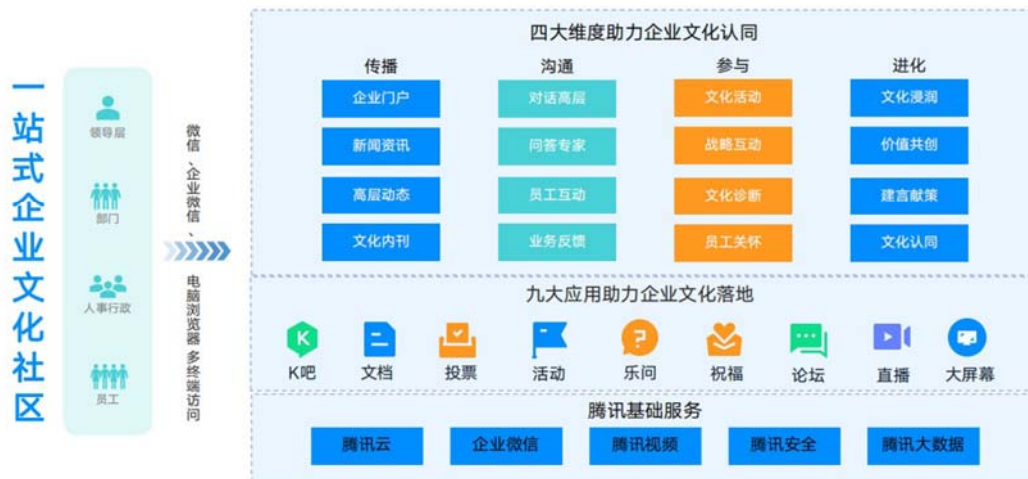 一站式企业文化社区
领导层
部门
人事行政
员工
微信、企业微信、电脑浏览器 多终端访问
四大维度助力企业文化认同
传播 沟通 参与 进化
企业门户 对话高层 文化活动 文化浸润
新闻资讯 问答专家 战略互动 价值共创
高层动态 员工互动 文化诊断 建言献策
文化内刊 业务反馈 员工关怀 文化认同
九大应用助力企业文化落地
K
?
K吧 文档 投票 活动 乐问 祝福 论坛 直播 大屏幕
腾讯基础服务
腾讯云 企业微信 腾讯视频 腾讯安全 腾讯大数据